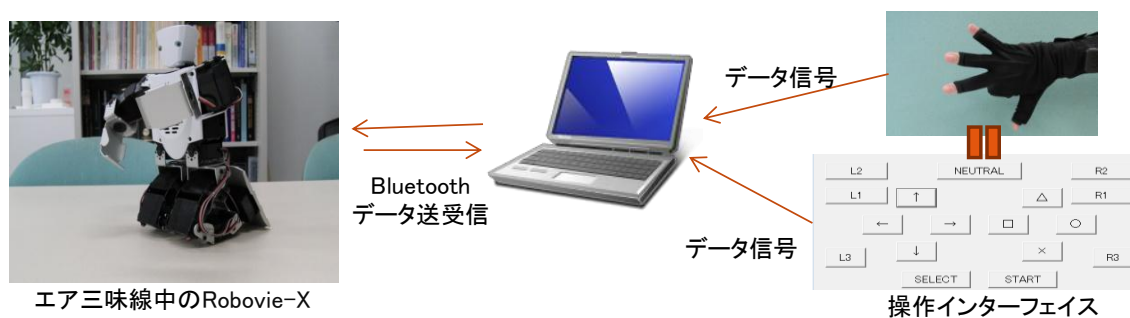 データ信号
Bluetooth
データ送受信
データ信号
L2 NEUTRAL R2
L1 ↑ △ R1
← → □ ○
L3 ↓ × R3
SELECT START
エア三味線中のRobovie-X
操作インターフェイス